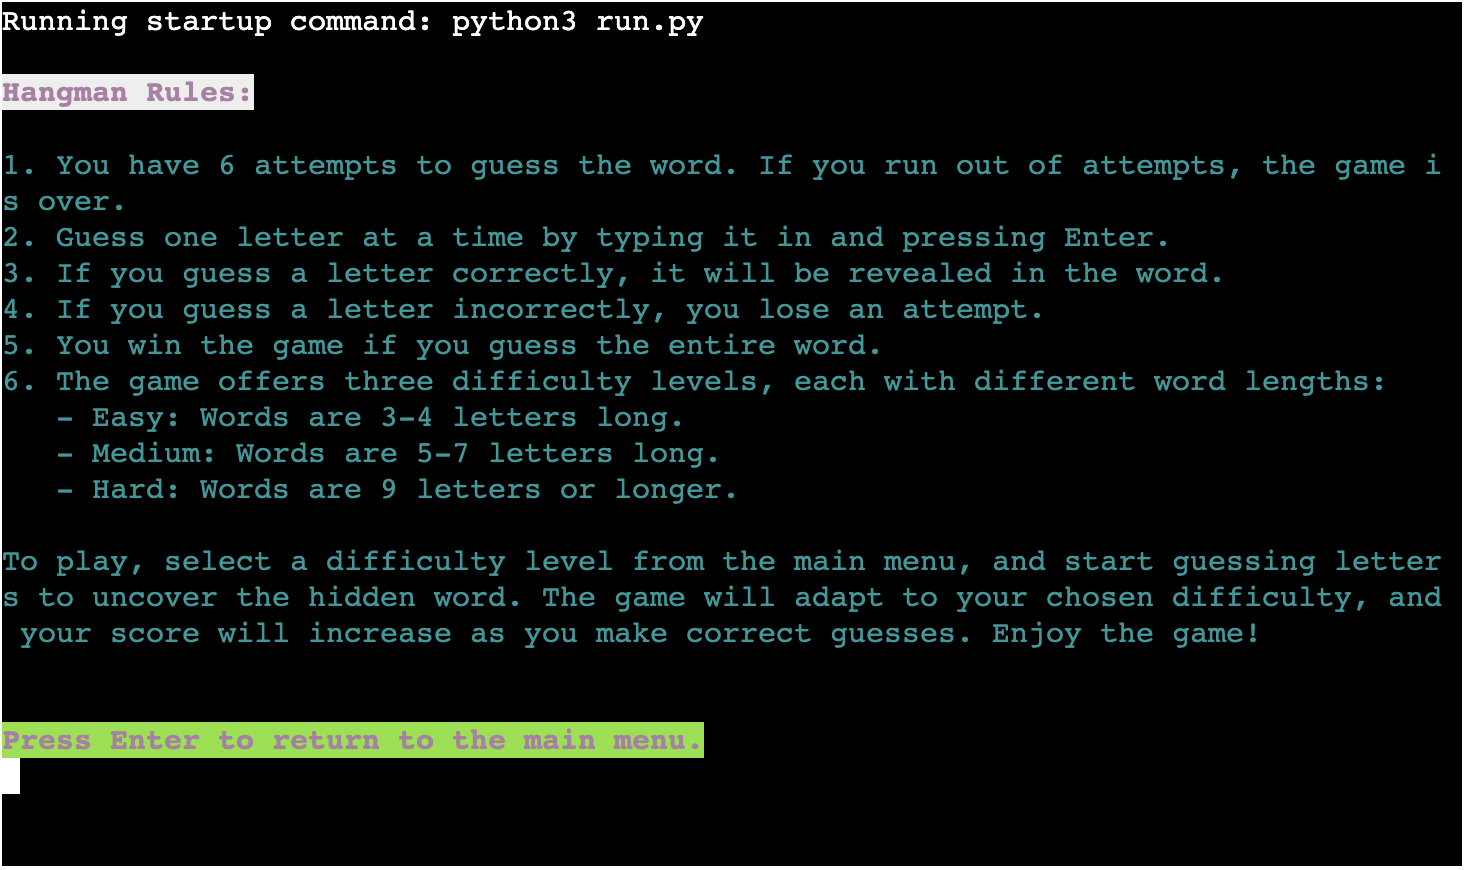 Running startup command: python3 run.py
Hangman Rules:
1. You have 6 attempts to guess the word. If you run out of attempts, the game i
s over.
2. Guess one letter at a time by typing it in and pressing Enter.
3. If you guess a letter correctly, it will be revealed in the word.
4. If you guess a letter incorrectly, you lose an attempt.
5. You win the game if you guess the entire word.
6. The game offers three difficulty levels, each with different word lengths:
   - Easy: Words are 3-4 letters long.
   - Medium: Words are 5-7 letters long.
   - Hard: Words are 9 letters or longer.
To play, select a difficulty level from the main menu, and start guessing letter
s to uncover the hidden word. The game will adapt to your chosen difficulty, and
 your score will increase as you make correct guesses. Enjoy the game!
Press Enter to return to the main menu.